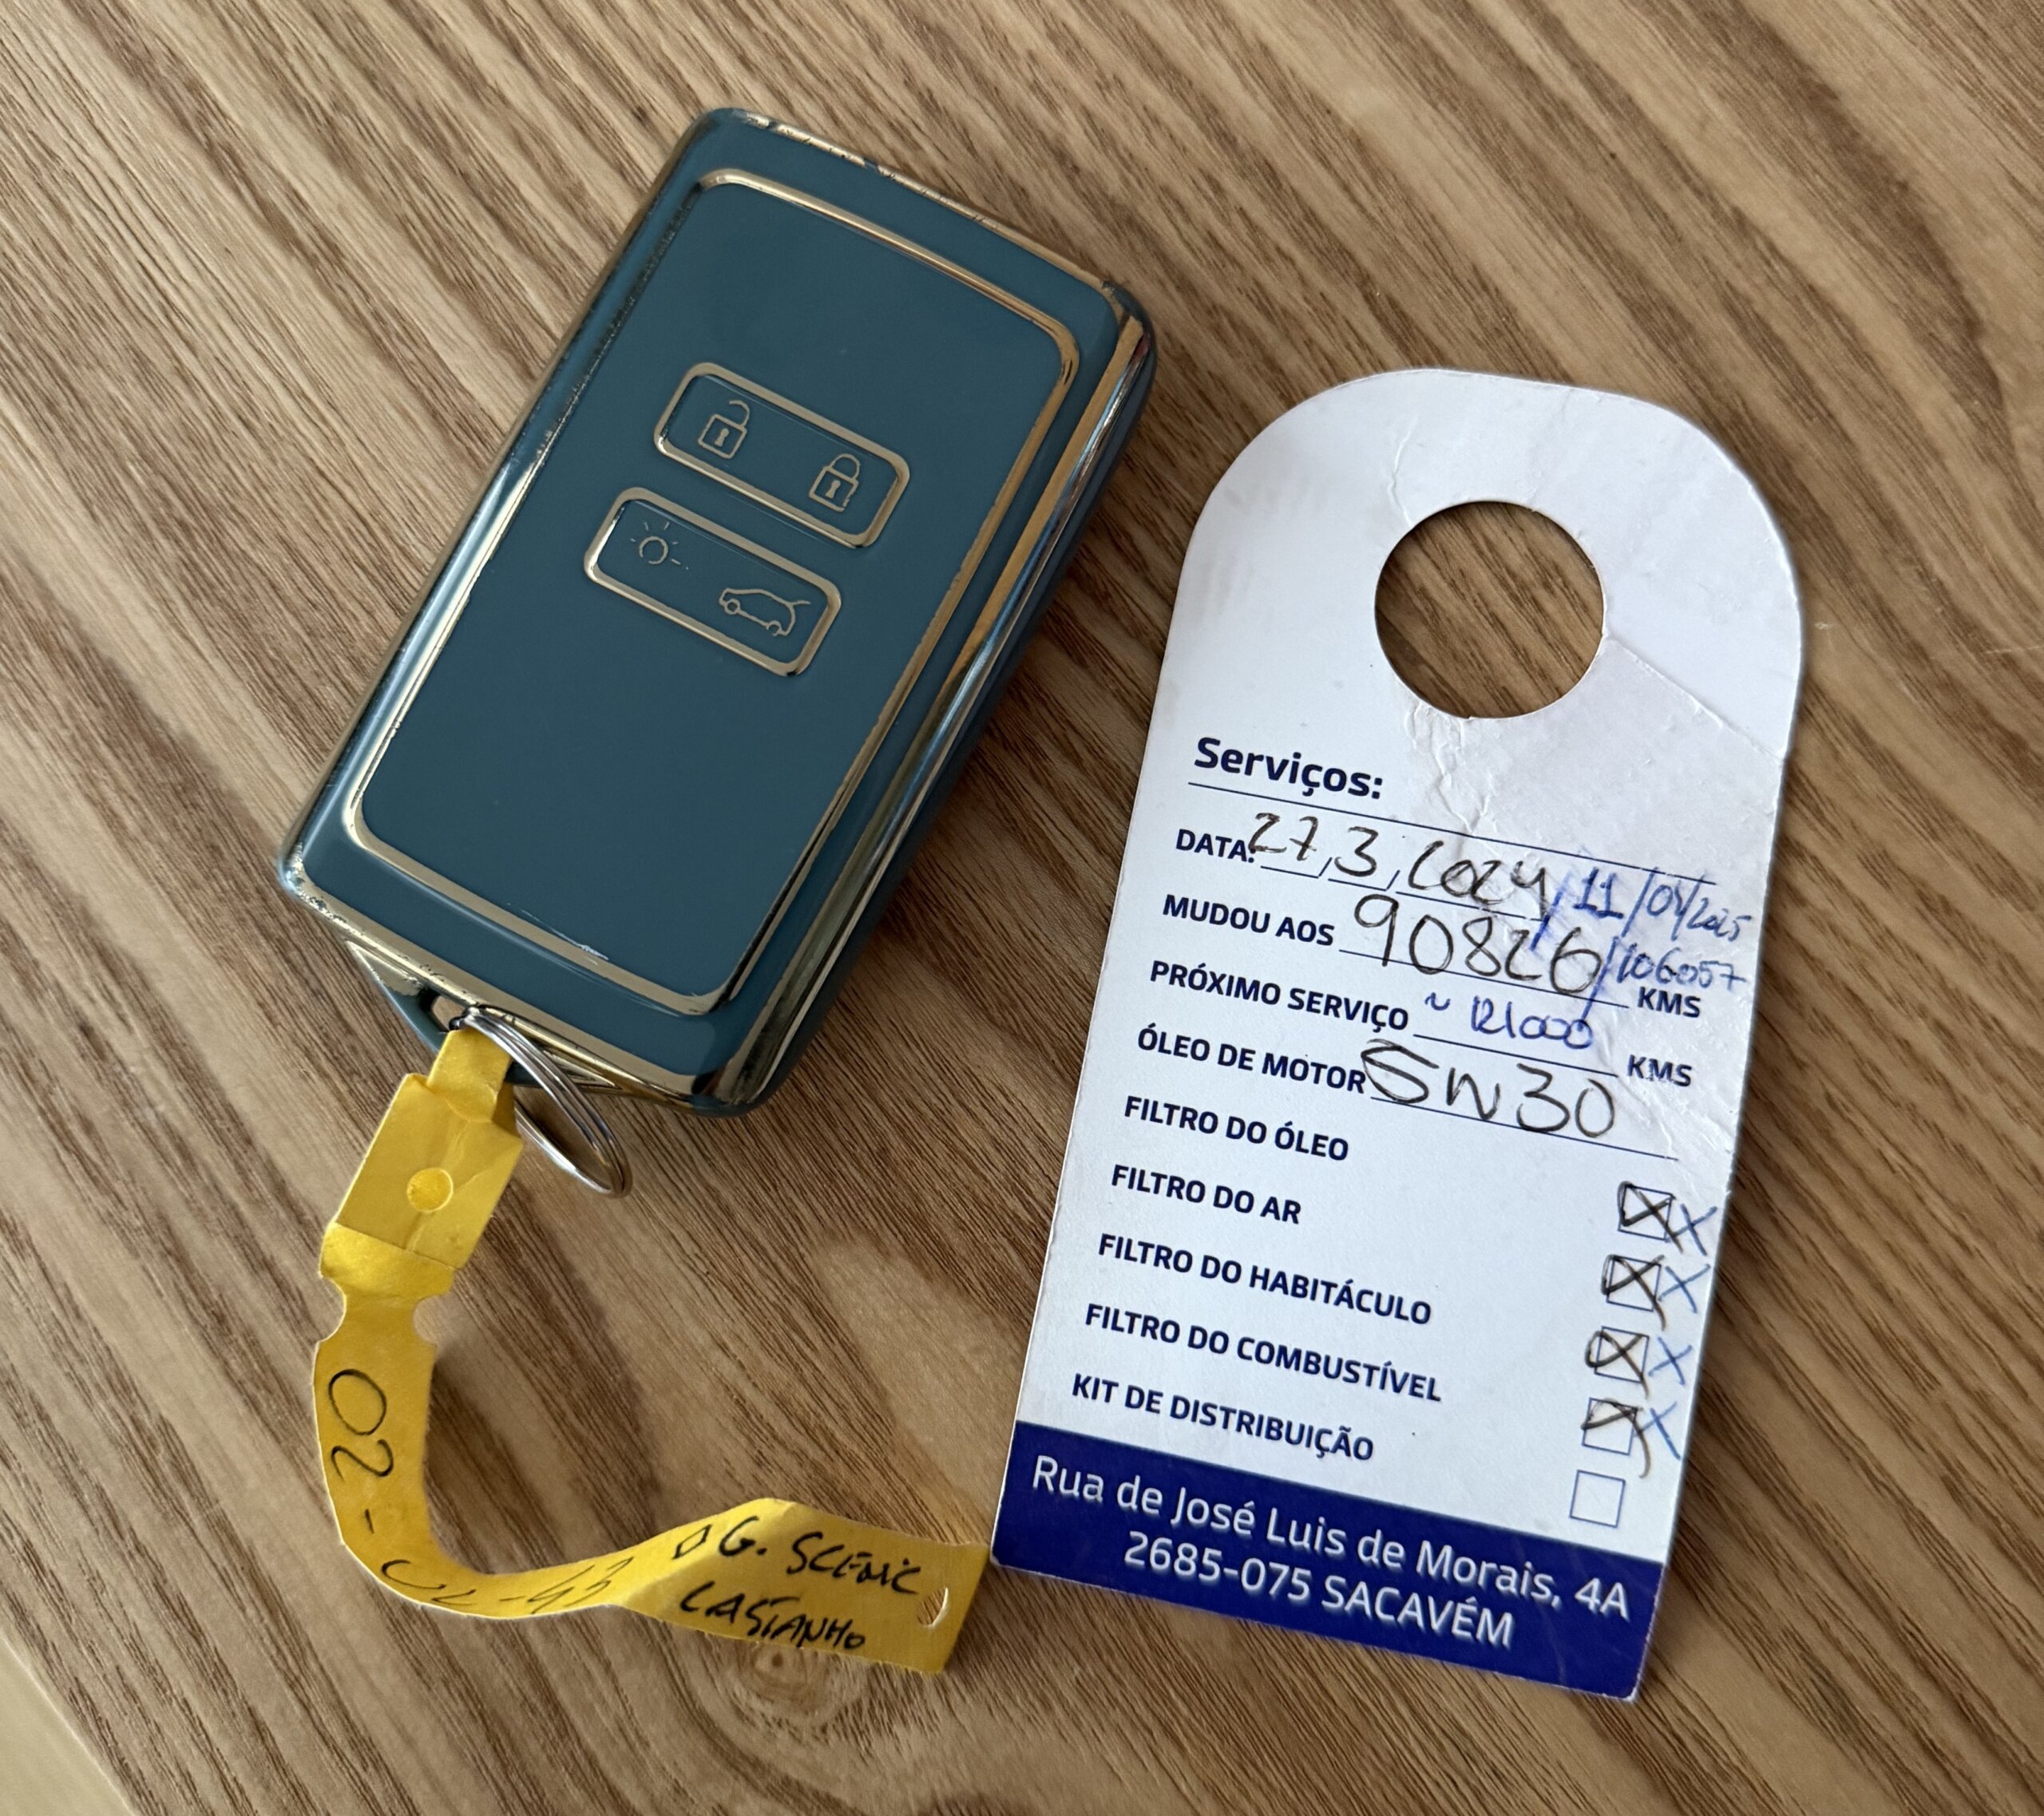 Serviços:
DATA: 27/3/2024/11/04/2025
MUDOU AOS 90826/106057 KMS
PRÓXIMO SERVIÇO ~ 121000 KMS
ÓLEO DE MOTOR 5W30
FILTRO DO ÓLEO
FILTRO DO AR
FILTRO DO HABITÁCULO
FILTRO DO COMBUSTÍVEL
KIT DE DISTRIBUIÇÃO
Rua de José Luis de Morais, 4A
2685-075 SACAVÉM
02-
G. SCENIC
CASTANHO